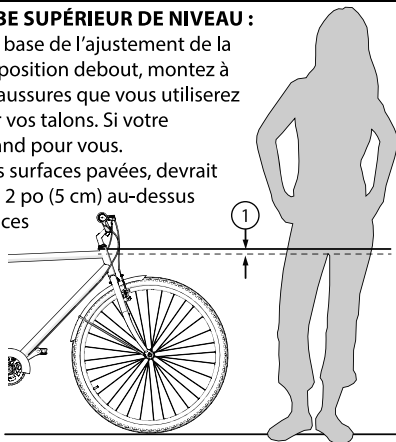 BE SUPÉRIEUR DE NIVEAU :
base de l'ajustement de la
position debout, montez à
aussures que vous utiliserez
r vos talons. Si votre
and pour vous.
s surfaces pavées, devrait
2 po (5 cm) au-dessus
ces
1